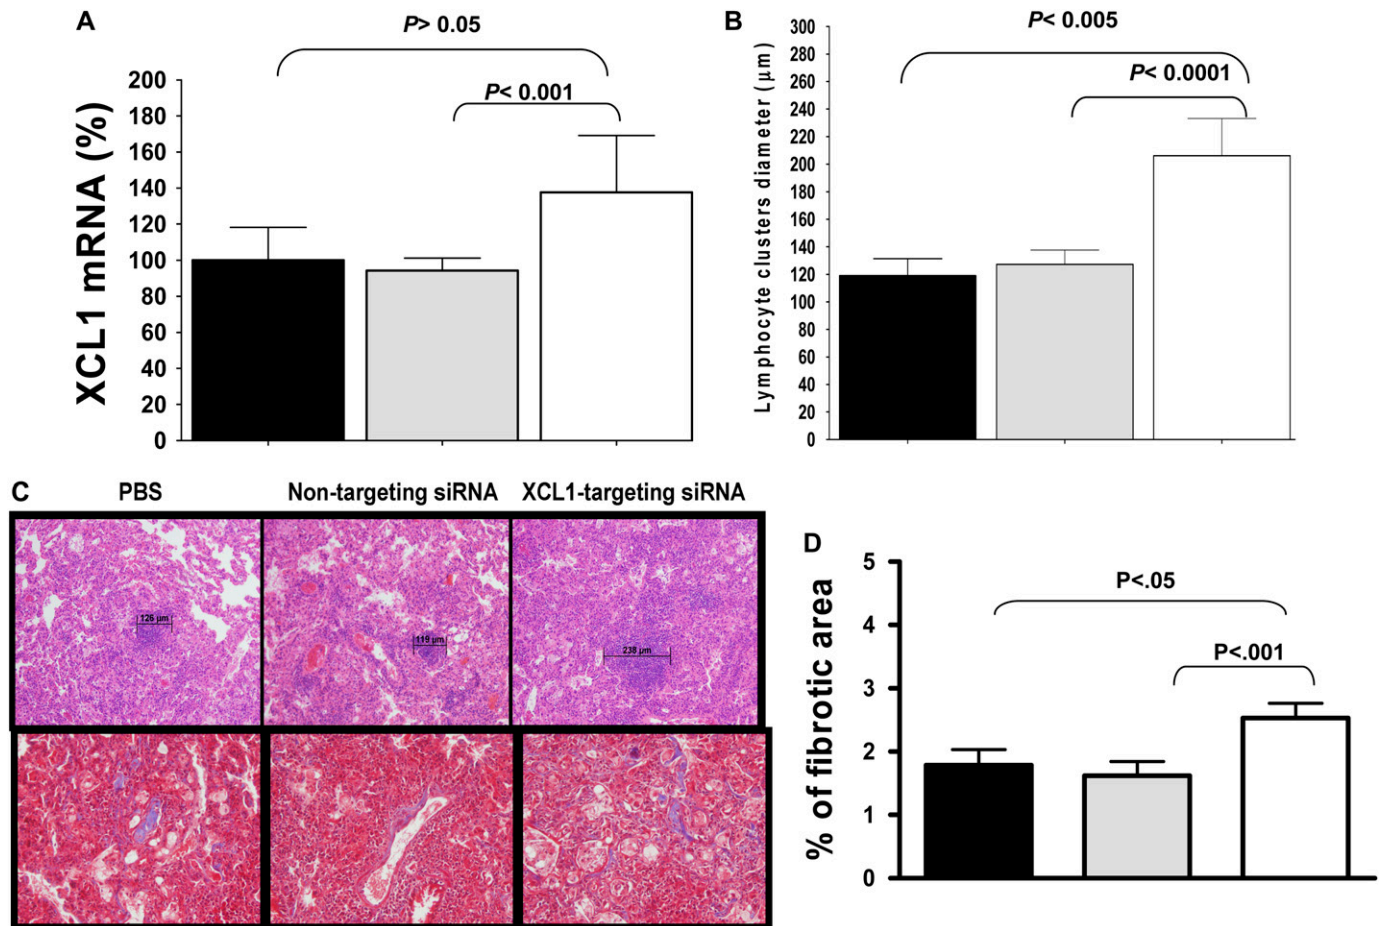 A
P> 0.05
P< 0.001
XCL1 mRNA (%)
200
180
160
140
120
100
80
60
40
20
0
B
P< 0.005
P< 0.0001
Lymphocyte clusters diameter (μm)
300
280
260
240
220
200
180
160
140
120
100
80
60
40
20
0
C
PBS
Non-targeting siRNA
XCL1-targeting siRNA
126 μm
119 μm
238 μm
D
P<.05
P<.001
% of fibrotic area
5
4
3
2
1
0